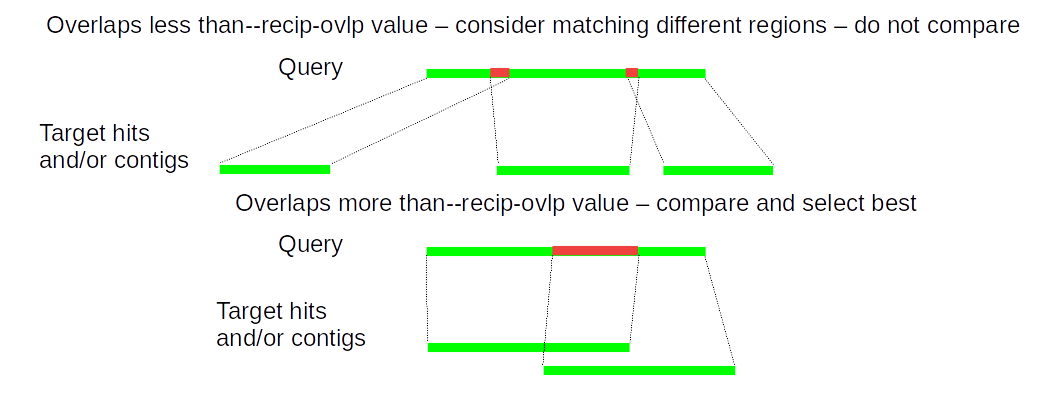 Overlaps less than--recip-ovlp value – consider matching different regions – do not compare
Query
Target hits
and/or contigs
Overlaps more than--recip-ovlp value – compare and select best
Query
Target hits
and/or contigs